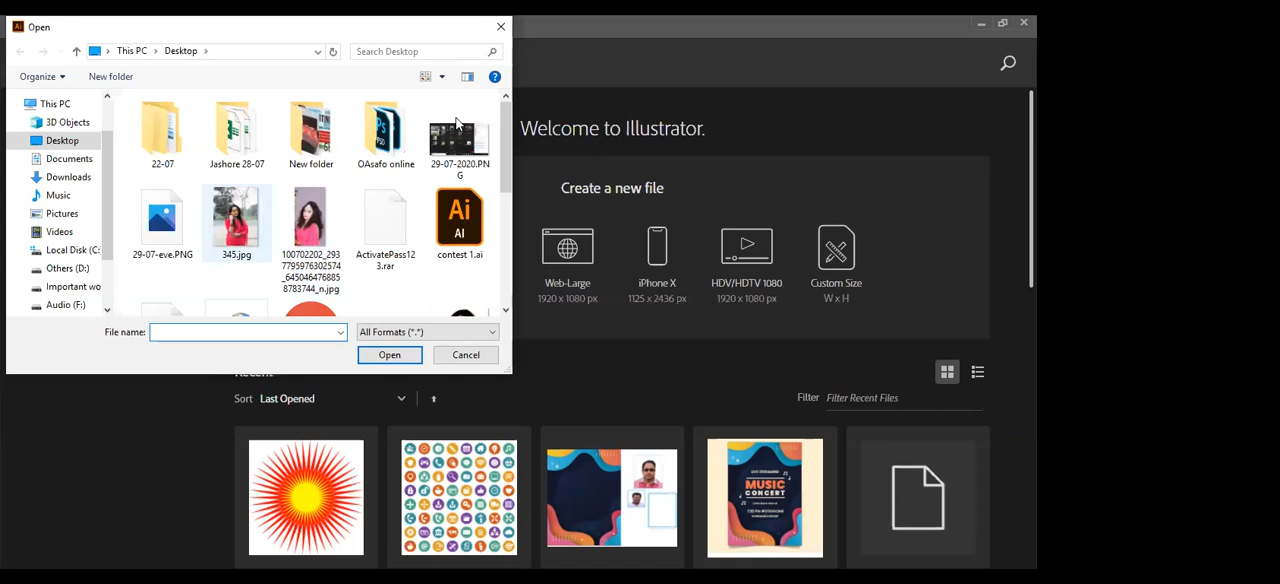 Open
This PC
Desktop
Search Desktop
Organize
New folder
?
This PC
3D Objects
Desktop
Documents
Downloads
Music
Pictures
Videos
Local Disk (C:
Others (D:)
Important wo
Audio (F:)
22-07
Jashore 28-07
New folder
OAsafo online
29-07-2020.PN
G
29-07-eve.PNG
345.jpg
100702202_293
7795976302574
_645046476885
8783744_n.jpg
ActivatePass12
3.rar
Ai
AI
contest 1.ai
File name:
All Formats (*.*)
Open
Cancel
Welcome to Illustrator.
Create a new file
Web-Large
1920 x 1080 px
iPhone X
1125 x 2436 px
HDV/HDTV 1080
1920 x 1080 px
Custom Size
W x H
Recent
Sort
Last Opened
Filter
Filter Recent Files
MUSIC
CONCERT